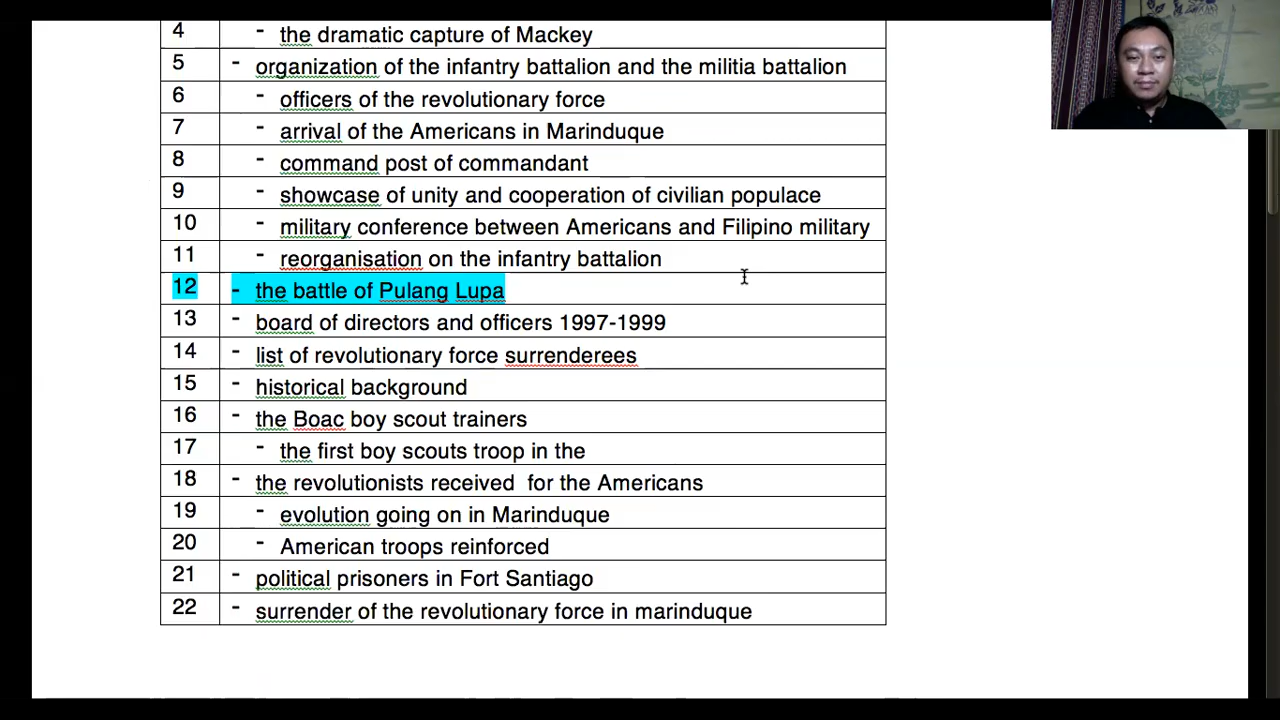 4 - the dramatic capture of Mackey
5 - organization of the infantry battalion and the militia battalion
6 - officers of the revolutionary force
7 - arrival of the Americans in Marinduque
8 - command post of commandant
9 - showcase of unity and cooperation of civilian populace
10 - military conference between Americans and Filipino military
11 - reorganisation on the infantry battalion
12 - the battle of Pulang Lupa
13 - board of directors and officers 1997-1999
14 - list of revolutionary force surrenderees
15 - historical background
16 - the Boac boy scout trainers
17 - the first boy scouts troop in the
18 - the revolutionists received  for the Americans
19 - evolution going on in Marinduque
20 - American troops reinforced
21 - political prisoners in Fort Santiago
22 - surrender of the revolutionary force in marinduque